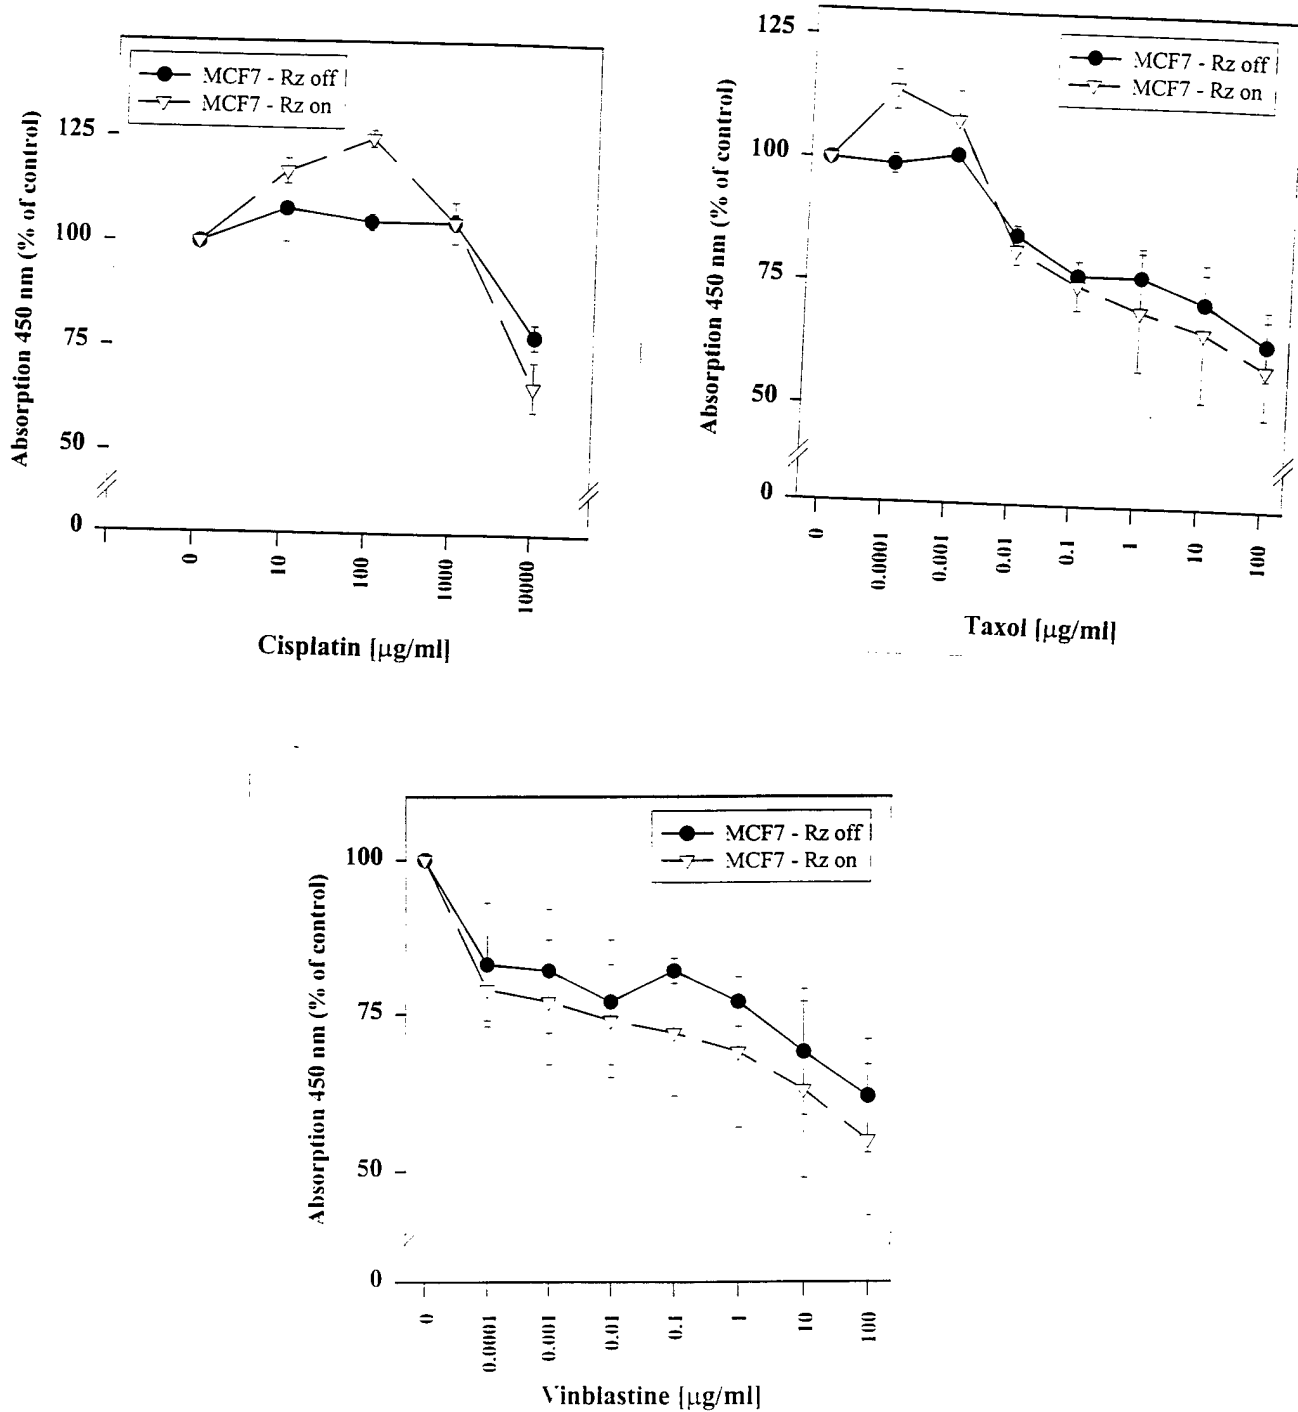 MCF7 - Rz off
MCF7 - Rz on
125
100
75
50
0
Absorption 450 nm (% of control)
0
10
100
1000
10000
Cisplatin [μg/ml]
MCF7 - Rz off
MCF7 - Rz on
125
100
75
50
0
Absorption 450 nm (% of control)
0
0.0001
0.001
0.01
0.1
1
10
100
Taxol [μg/ml]
MCF7 - Rz off
MCF7 - Rz on
100
75
50
0
Absorption 450 nm (% of control)
0
0.0001
0.001
0.01
0.1
1
10
100
Vinblastine [μg/ml]